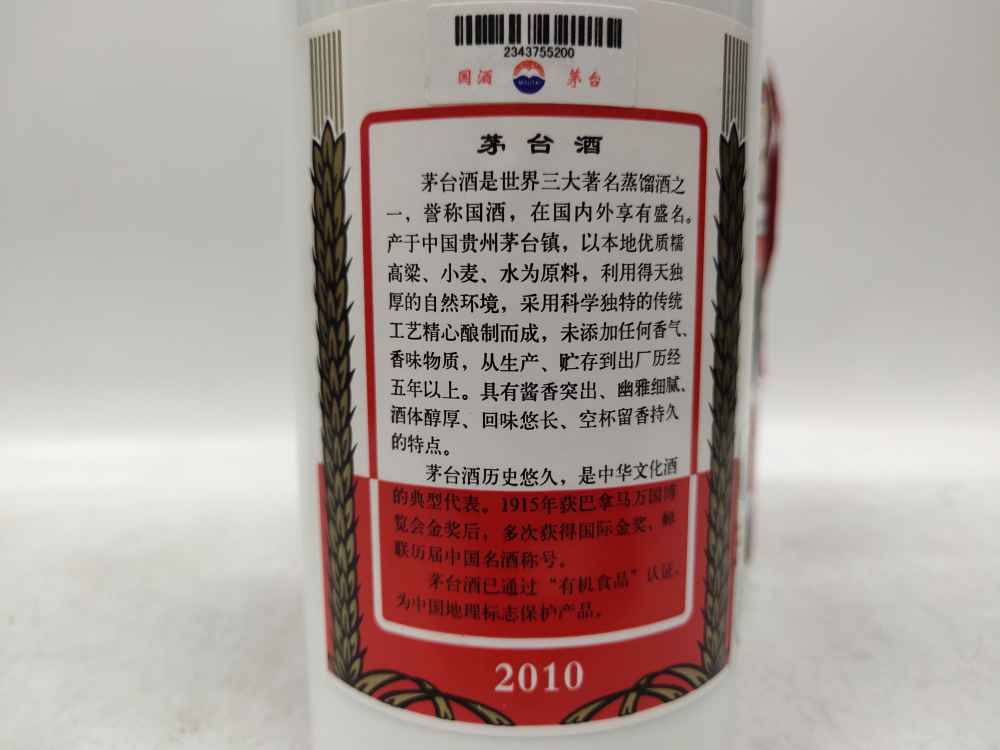 2343755200
国酒 茅台
茅台酒
茅台酒是世界三大著名蒸馏酒之
一，誉称国酒，在国内外享有盛名。
产于中国贵州茅台镇，以本地优质糯
高粱、小麦、水为原料，利用得天独
厚的自然环境，采用科学独特的传统
工艺精心酿制而成，未添加任何香气、
香味物质，从生产、贮存到出厂历经
五年以上。具有酱香突出、幽雅细腻、
酒体醇厚、回味悠长、空杯留香持久
的特点。
茅台酒历史悠久，是中华文化酒
的典型代表。1915年获巴拿马万国博
览会金奖后，多次获得国际金奖，蝉
联历届中国名酒称号。
茅台酒已通过“有机食品”认证，
为中国地理标志保护产品。
2010